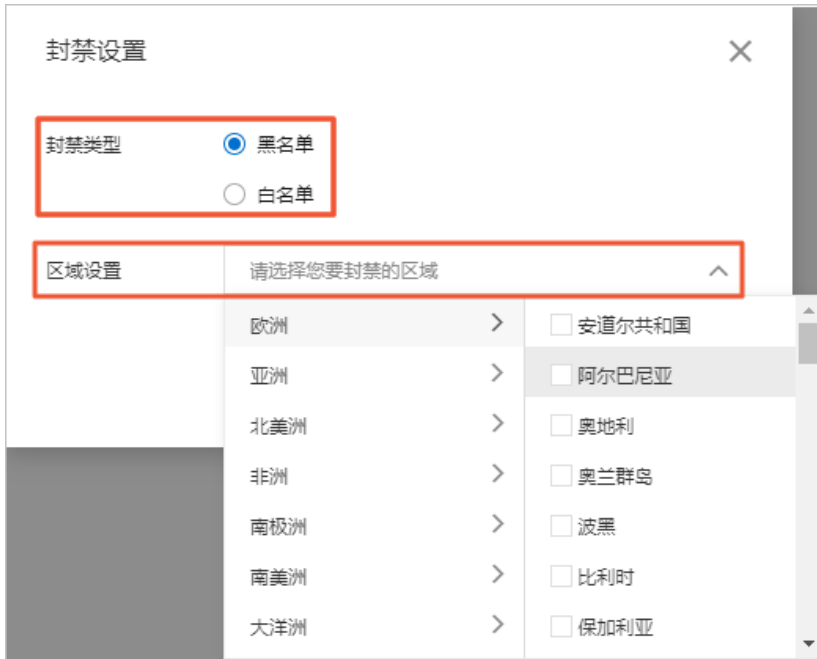 封禁设置
封禁类型 黑名单
白名单
区域设置 请选择您要封禁的区域
欧洲 安道尔共和国
亚洲 阿尔巴尼亚
北美洲 奥地利
非洲 奥兰群岛
南极洲 波黑
南美洲 比利时
大洋洲 保加利亚